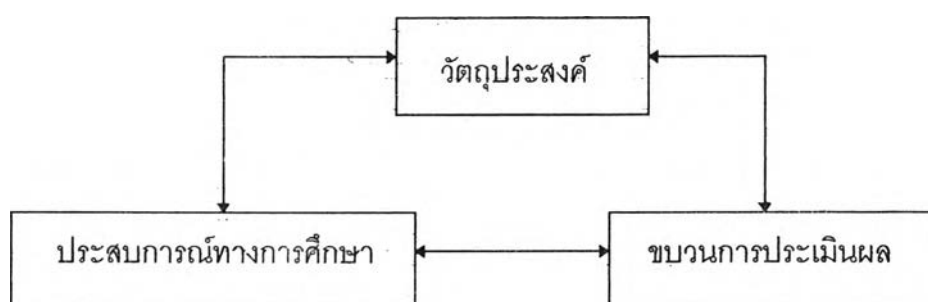 วัตถุประสงค์
ประสบการณ์ทางการศึกษา
ขบวนการประเมินผล